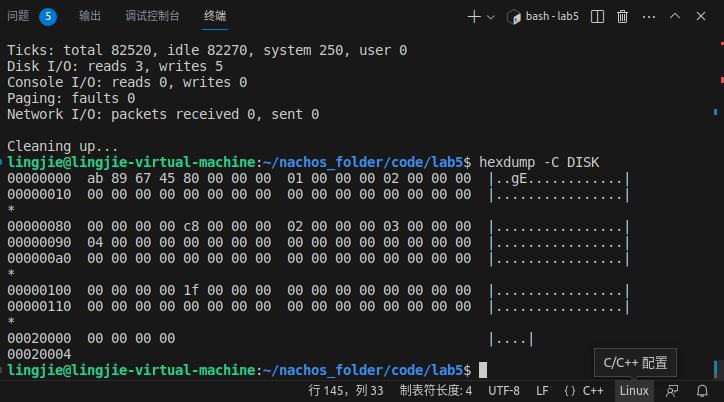 问题 5 输出 调试控制台 终端 bash - lab5
Ticks: total 82520, idle 82270, system 250, user 0
Disk I/O: reads 3, writes 5
Console I/O: reads 0, writes 0
Paging: faults 0
Network I/O: packets received 0, sent 0
Cleaning up...
lingjie@lingjie-virtual-machine:~/nachos_folder/code/lab5$ hexdump -C DISK
00000000  ab 89 67 45 80 00 00 00  01 00 00 00 02 00 00 00  |..gE............|
00000010  00 00 00 00 00 00 00 00  00 00 00 00 00 00 00 00  |................|
*
00000080  00 00 00 00 c8 00 00 00  02 00 00 00 03 00 00 00  |................|
00000090  04 00 00 00 00 00 00 00  00 00 00 00 00 00 00 00  |................|
000000a0  00 00 00 00 00 00 00 00  00 00 00 00 00 00 00 00  |................|
*
00000100  00 00 00 00 1f 00 00 00  00 00 00 00 00 00 00 00  |................|
00000110  00 00 00 00 00 00 00 00  00 00 00 00 00 00 00 00  |................|
*
00020000  00 00 00 00                                       |....|
00020004
lingjie@lingjie-virtual-machine:~/nachos_folder/code/lab5$
C/C++ 配置
行 145，列 33 制表符长度: 4 UTF-8 LF {} C++ Linux